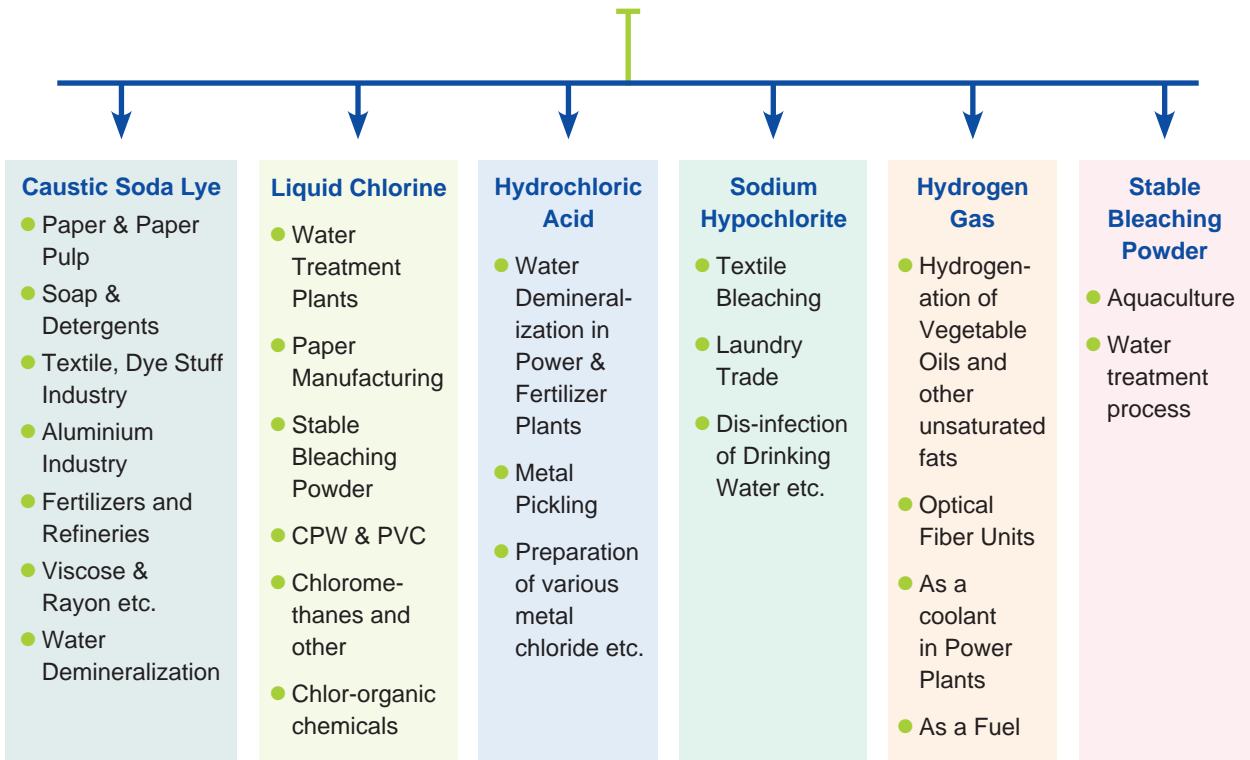 Caustic Soda Lye
Paper & Paper
Pulp
Soap &
Detergents
Textile, Dye Stuff
Industry
Aluminium
Industry
Fertilizers and
Refineries
Viscose &
Rayon etc.
Water
Demineralization
Liquid Chlorine
Water
Treatment
Plants
Paper
Manufacturing
Stable
Bleaching
Powder
CPW & PVC
Chlorome-
thanes and
other
Chlor-organic
chemicals
Hydrochloric
Acid
Water
Demineral-
ization in
Power &
Fertilizer
Plants
Metal
Pickling
Preparation
of various
metal
chloride etc.
Sodium
Hypochlorite
Textile
Bleaching
Laundry
Trade
Dis-infection
of Drinking
Water etc.
Hydrogen
Gas
Hydrogen-
ation of
Vegetable
Oils and
other
unsaturated
fats
Optical
Fiber Units
As a
coolant
in Power
Plants
As a Fuel
Stable
Bleaching
Powder
Aquaculture
Water
treatment
process